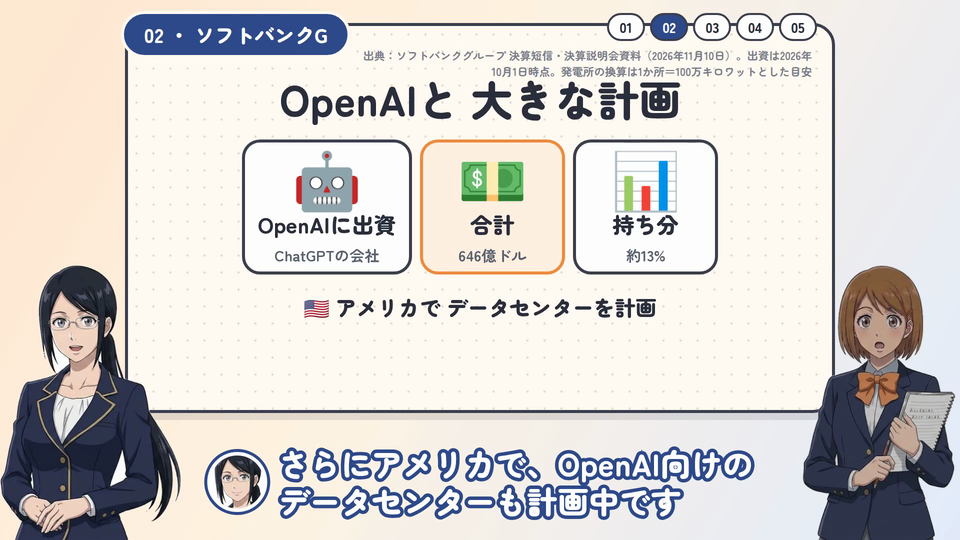 02 ・ ソフトバンクG
01 02 03 04 05
出典：ソフトバンクグループ 決算短信・決算説明会資料（2026年11月10日）。出資は2026年
10月1日時点。発電所の換算は1か所＝100万キロワットとした目安
OpenAIと 大きな計画
OpenAIに出資
ChatGPTの会社
合計
646億ドル
持ち分
約13%
アメリカで データセンターを計画
さらにアメリカで、OpenAI向けの
データセンターも計画中です